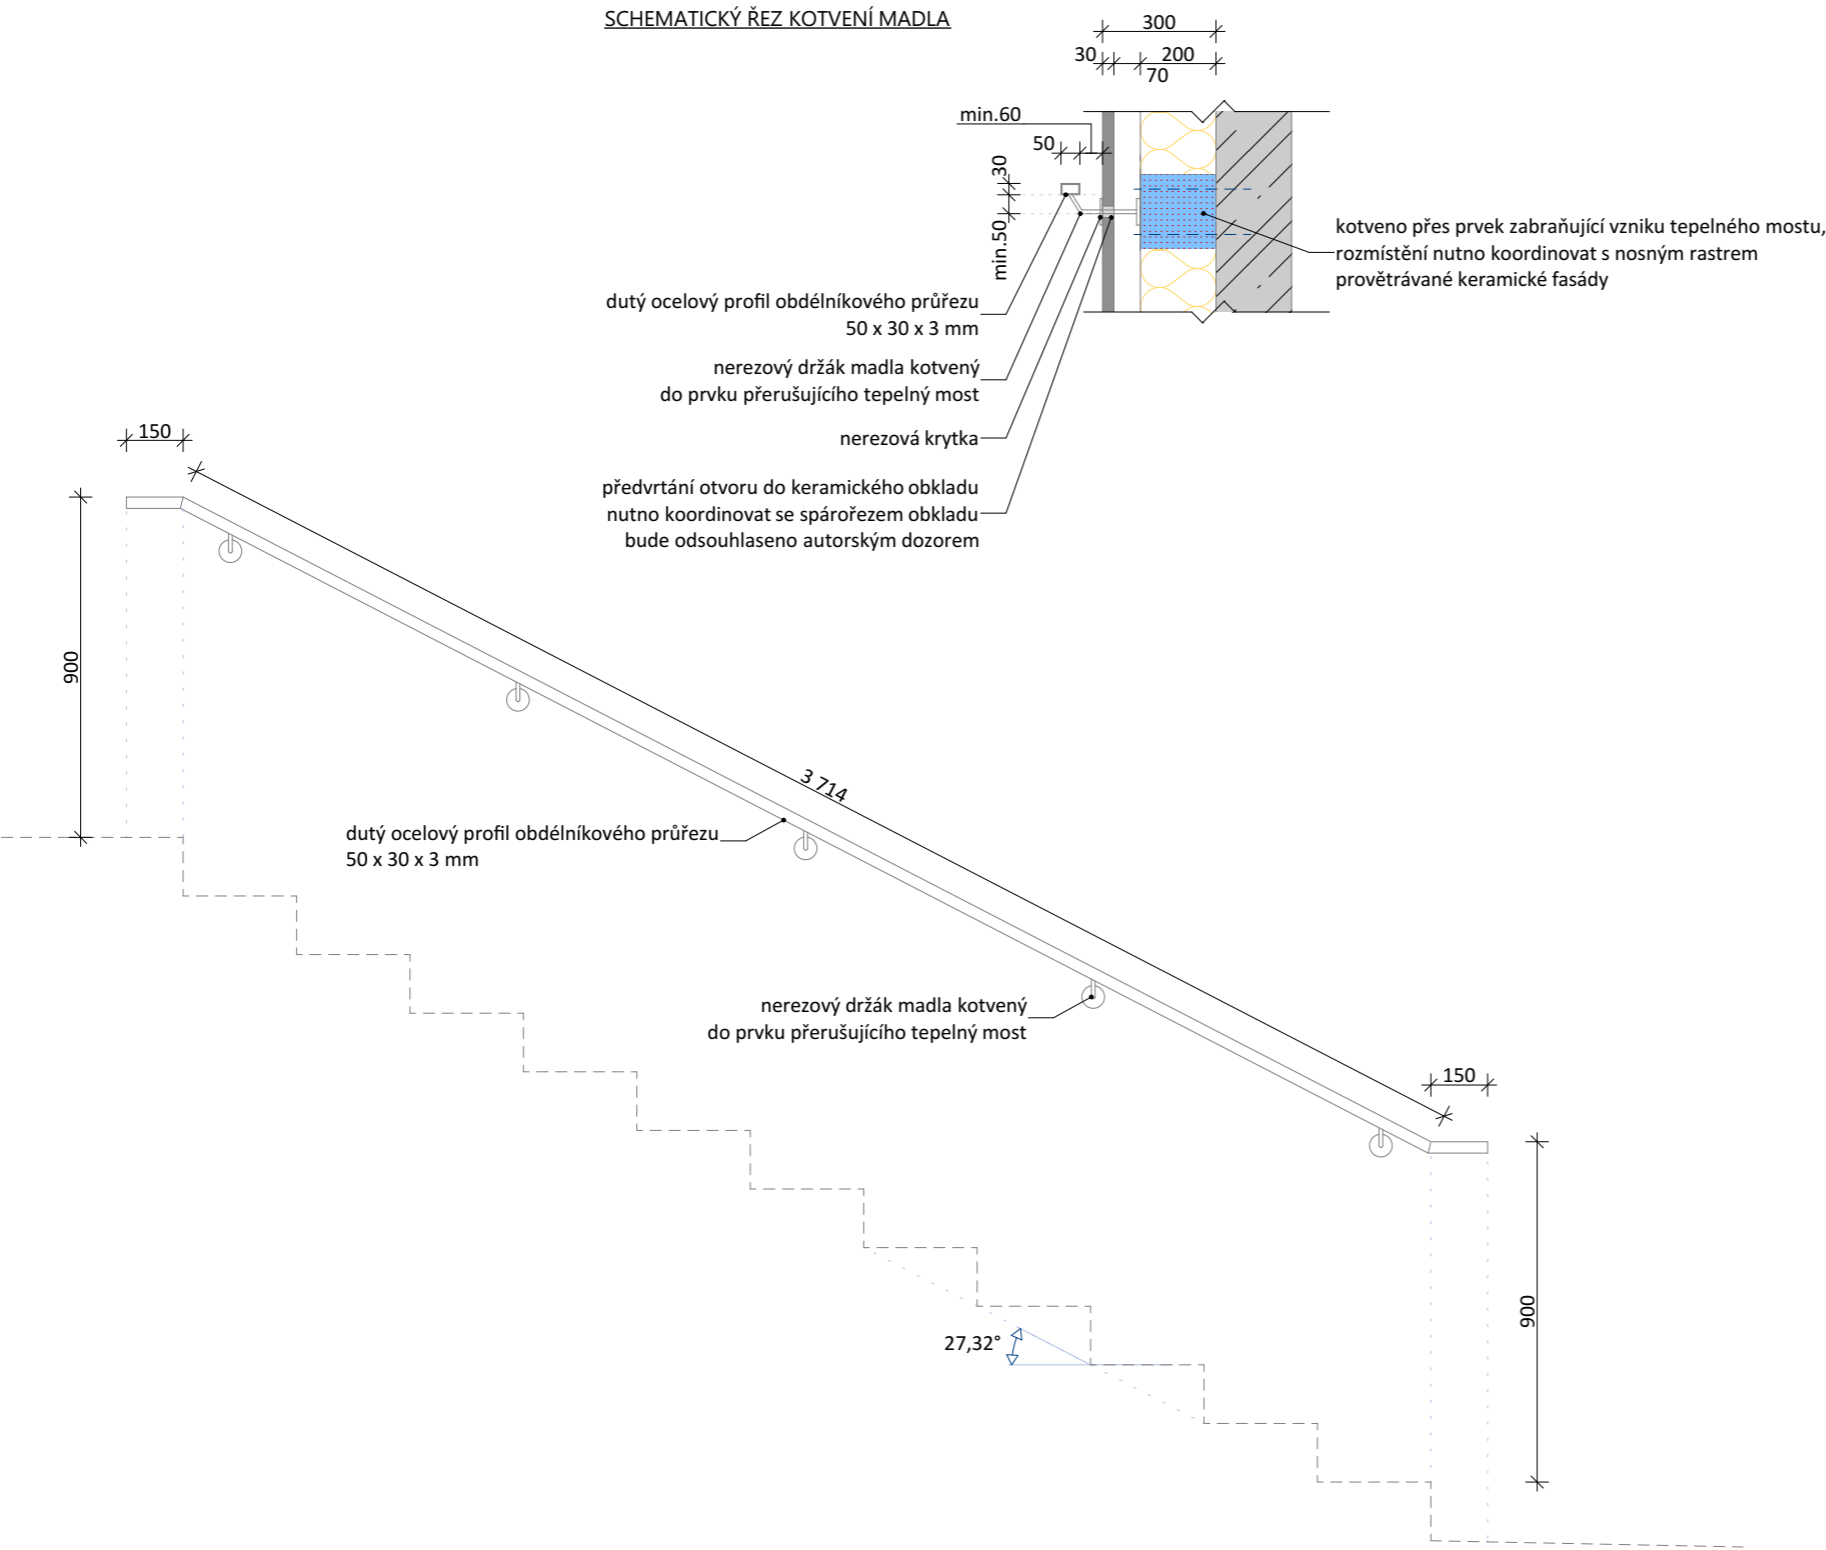 SCHEMATICKÝ ŘEZ KOTVENÍ MADLA
300
30
200
70
min.60
50
30
min.50
kotveno přes prvek zabraňující vzniku tepelného mostu,
rozmístění nutno koordinovat s nosným rastrem
provětrávané keramické fasády
dutý ocelový profil obdélníkového průřezu
50 x 30 x 3 mm
nerezový držák madla kotvený
do prvku přerušujícího tepelný most
nerezová krytka
předvrtání otvoru do keramického obkladu
nutno koordinovat se spárořezem obkladu
bude odsouhlaseno autorským dozorem
150
900
3 714
dutý ocelový profil obdélníkového průřezu
50 x 30 x 3 mm
nerezový držák madla kotvený
do prvku přerušujícího tepelný most
150
900
27,32°